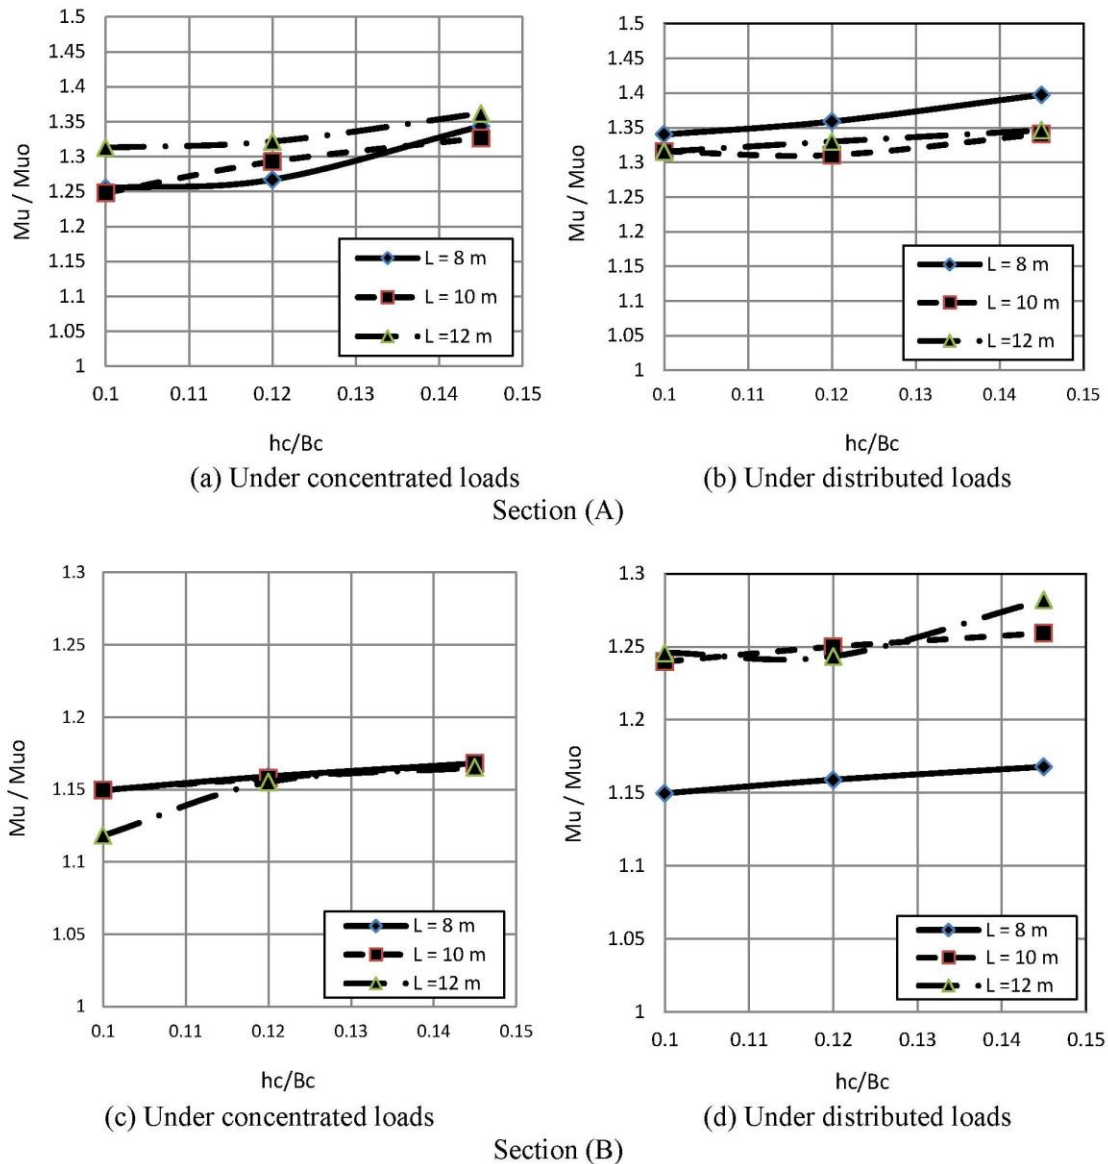 1.5
1.45
1.4
1.35
1.3
1.25
1.2
1.15
1.1
1.05
1
Mu / Muo
L = 8 m
L = 10 m
L =12 m
0.1 0.11 0.12 0.13 0.14 0.15
hc/Bc
(a) Under concentrated loads
1.5
1.45
1.4
1.35
1.3
1.25
1.2
1.15
1.1
1.05
1
Mu / Muo
L = 8 m
L = 10 m
L =12 m
0.1 0.11 0.12 0.13 0.14 0.15
hc/Bc
(b) Under distributed loads
Section (A)
1.3
1.25
1.2
1.15
1.1
1.05
1
Mu / Muo
L = 8 m
L = 10 m
L =12 m
0.1 0.11 0.12 0.13 0.14 0.15
hc/Bc
(c) Under concentrated loads
1.3
1.25
1.2
1.15
1.1
1.05
1
Mu / Muo
L = 8 m
L = 10 m
L =12 m
0.1 0.11 0.12 0.13 0.14 0.15
hc/Bc
(d) Under distributed loads
Section (B)